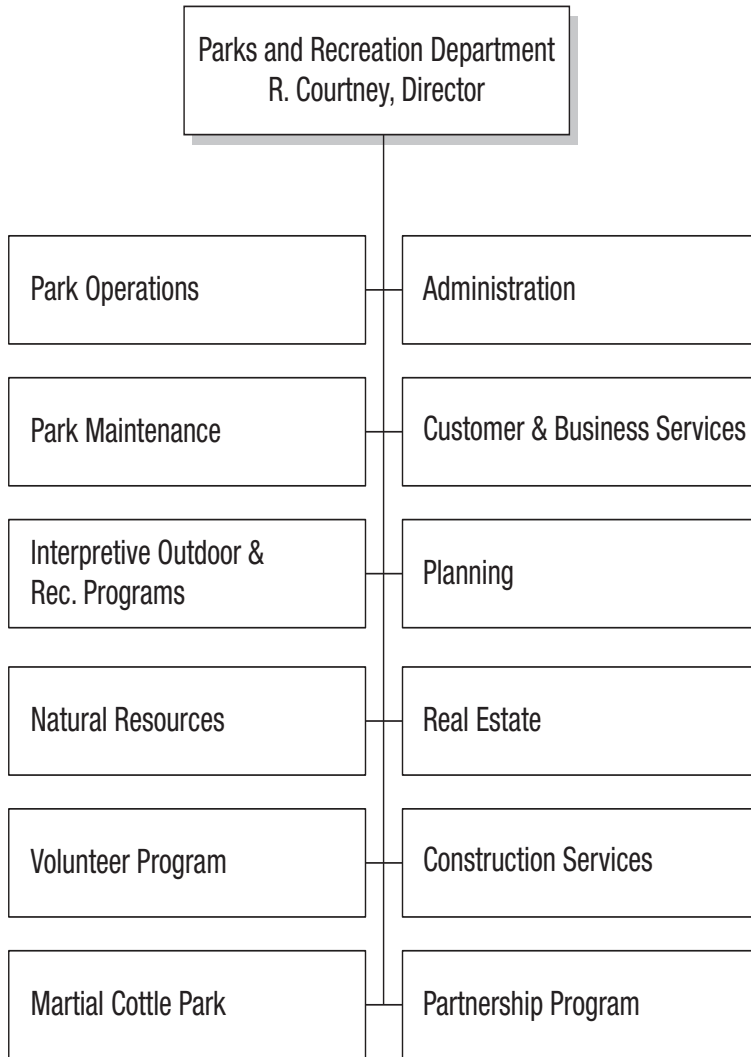 Parks and Recreation Department
R. Courtney, Director
Park Operations
Administration
Park Maintenance
Customer & Business Services
Interpretive Outdoor &
Rec. Programs
Planning
Natural Resources
Real Estate
Volunteer Program
Construction Services
Martial Cottle Park
Partnership Program